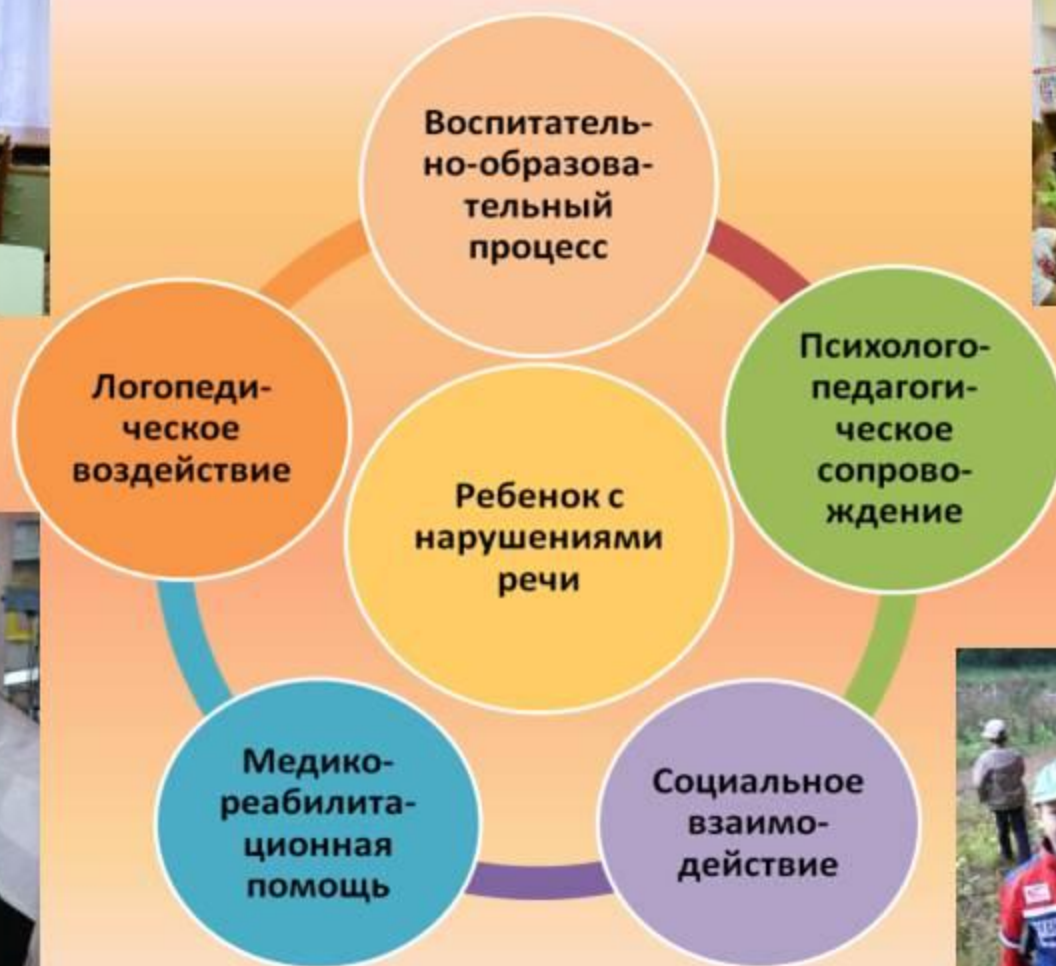 Воспитатель-
но-образова-
тельный
процесс
Психолого-
педагоги-
ческое
сопрово-
ждение
Логопеди-
ческое
воздействие
Ребенок с
нарушениями
речи
Медико-
реабилита-
ционная
помощь
Социальное
взаимо-
действие